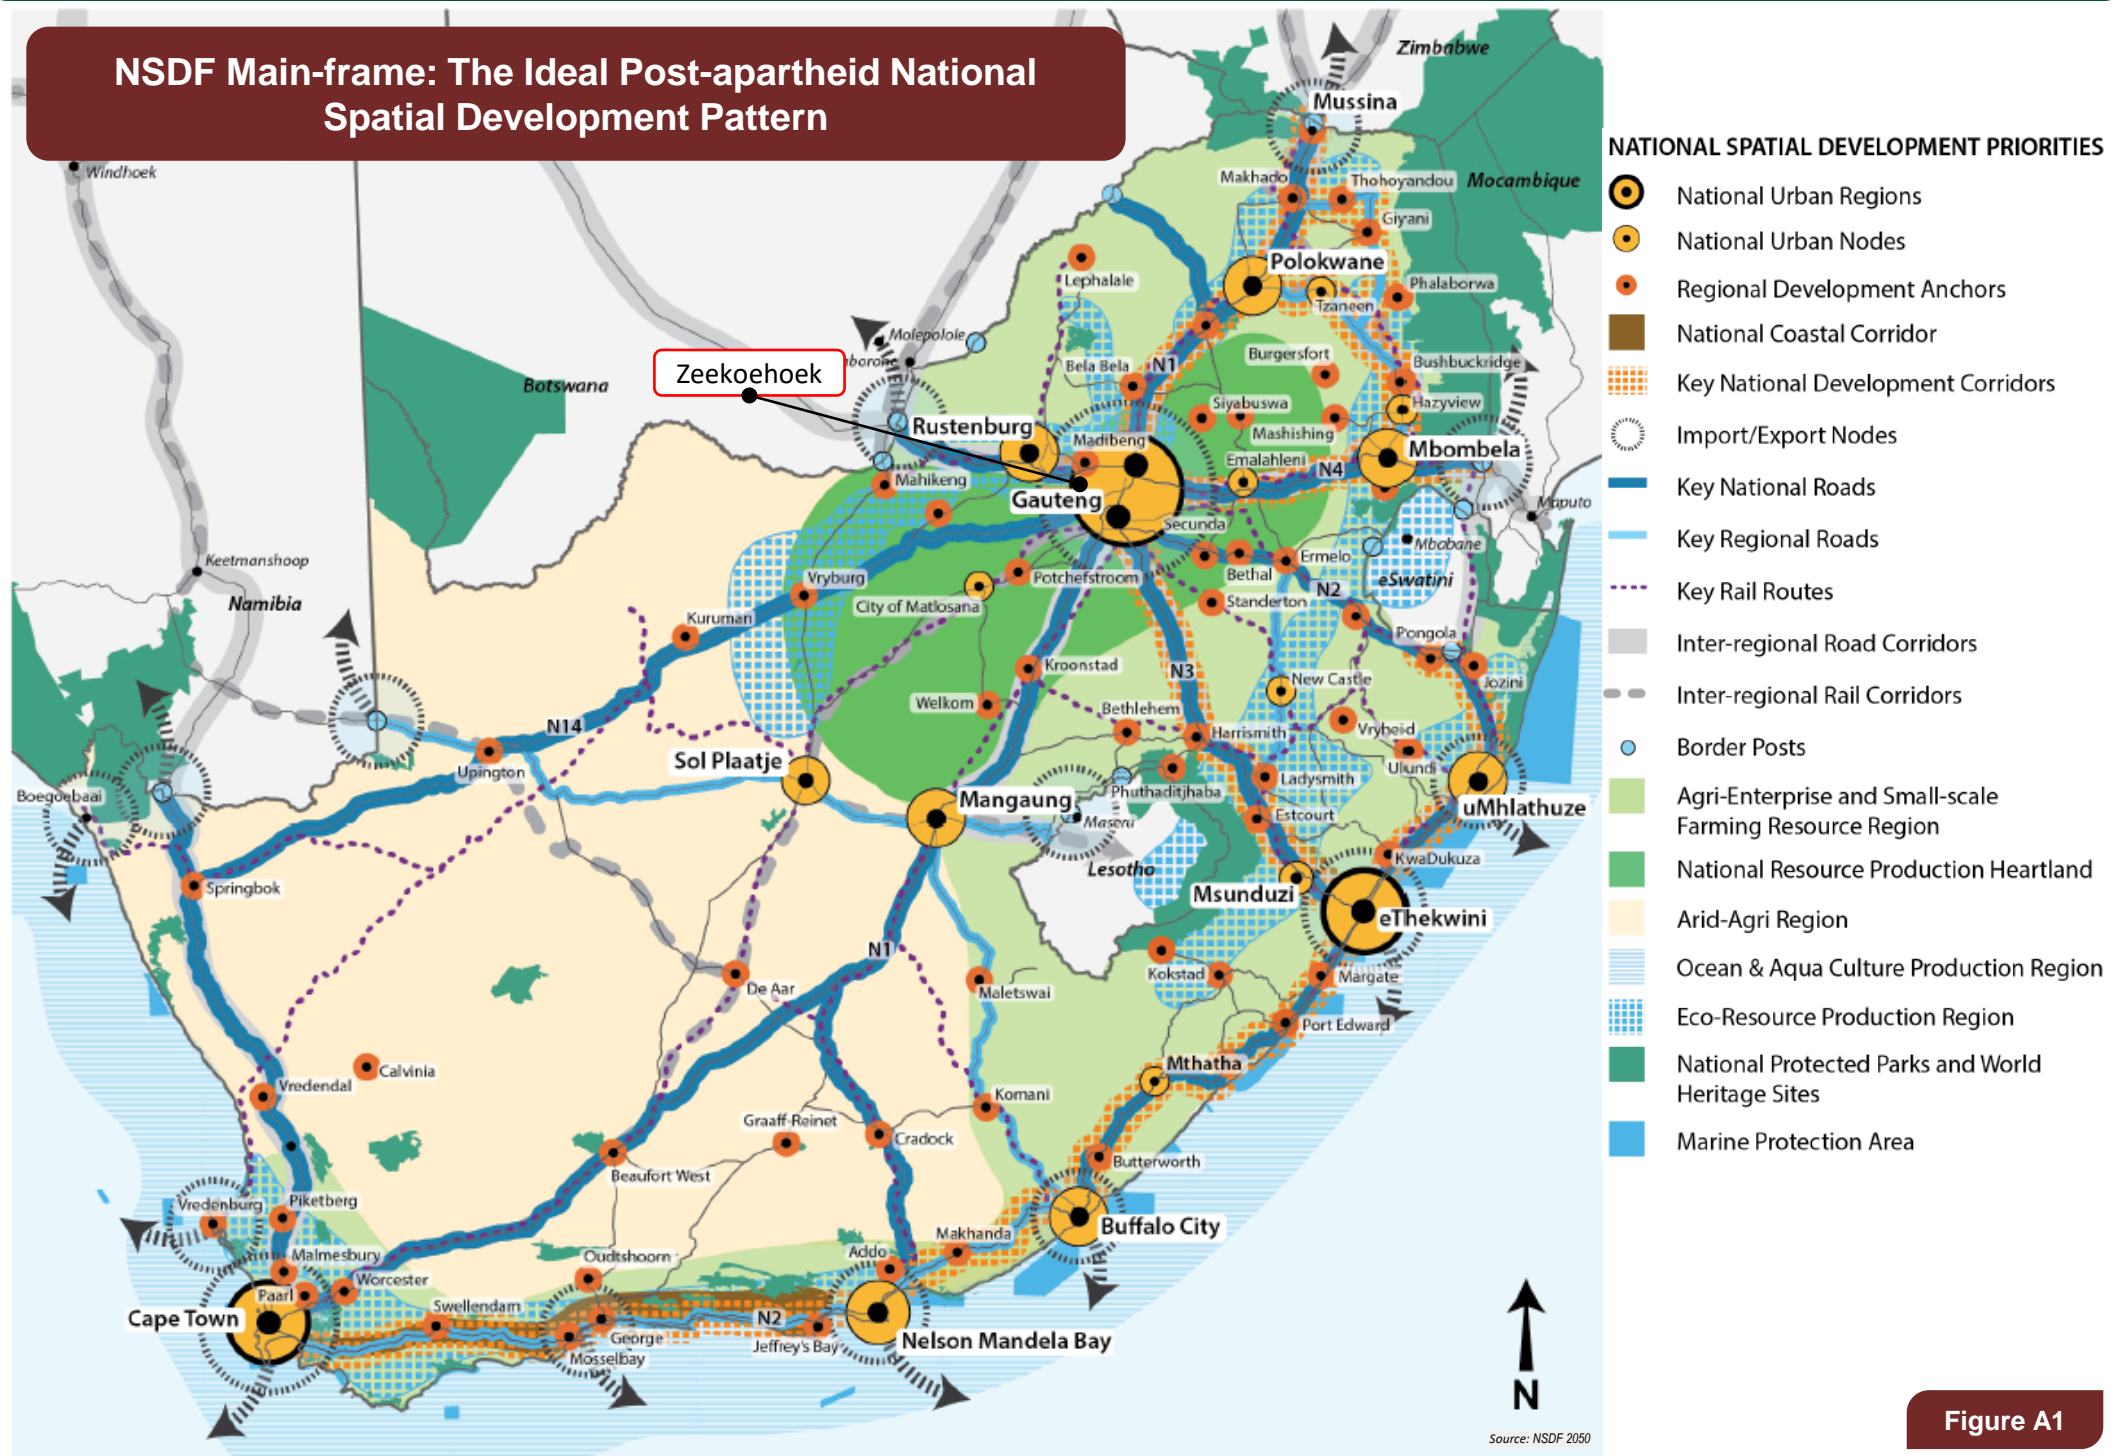 NSDF Main-frame: The Ideal Post-apartheid National
Spatial Development Pattern
Zimbabwe
Mussina
Windhoek
Makhado
Thohoyandou
Mocambique
Giyani
Polokwane
Lephalale
Phalaborwa
Tzaneen
Molepolole
Botswana
Zeekoehoek
Bela Bela
N1
Burgersfort
Bushbuckridge
Siyabuswa
Hazyview
Rustenburg
Madibeng
Mashishing
Mbombela
Emalahleni
N4
Mahikeng
Gauteng
Maputo
Secunda
Mbabane
Keetmanshoop
Vryburg
Potchefstroom
Bethal
Ermelo
eSwatini
N2
Namibia
City of Matlosana
Standerton
Kuruman
Pongola
Kroonstad
N3
New Castle
Jozini
Welkom
Bethlehem
N14
Harrismith
Vryheid
Sol Plaatje
Upington
Ulundi
Ladysmith
Phuthaditjhaba
Boegoebaai
Mangaung
Maseru
Estcourt
uMhlathuze
Lesotho
KwaDukuza
Springbok
Msunduzi
eThekwini
N1
Kokstad
Margate
De Aar
Maletswai
Port Edward
Calvinia
Mthatha
Vredendal
Komani
Graaff-Reinet
Cradock
Beaufort West
Butterworth
Vredenburg
Piketberg
Buffalo City
Makhanda
Malmesbury
Oudtshoorn
Addo
Worcester
Paarl
Cape Town
Swellendam
N2
George
Jeffrey's Bay
Nelson Mandela Bay
Mosselbay
N
Source: NSDF 2050
NATIONAL SPATIAL DEVELOPMENT PRIORITIES
National Urban Regions
National Urban Nodes
Regional Development Anchors
National Coastal Corridor
Key National Development Corridors
Import/Export Nodes
Key National Roads
Key Regional Roads
Key Rail Routes
Inter-regional Road Corridors
Inter-regional Rail Corridors
Border Posts
Agri-Enterprise and Small-scale
Farming Resource Region
National Resource Production Heartland
Arid-Agri Region
Ocean & Aqua Culture Production Region
Eco-Resource Production Region
National Protected Parks and World
Heritage Sites
Marine Protection Area
Figure A1